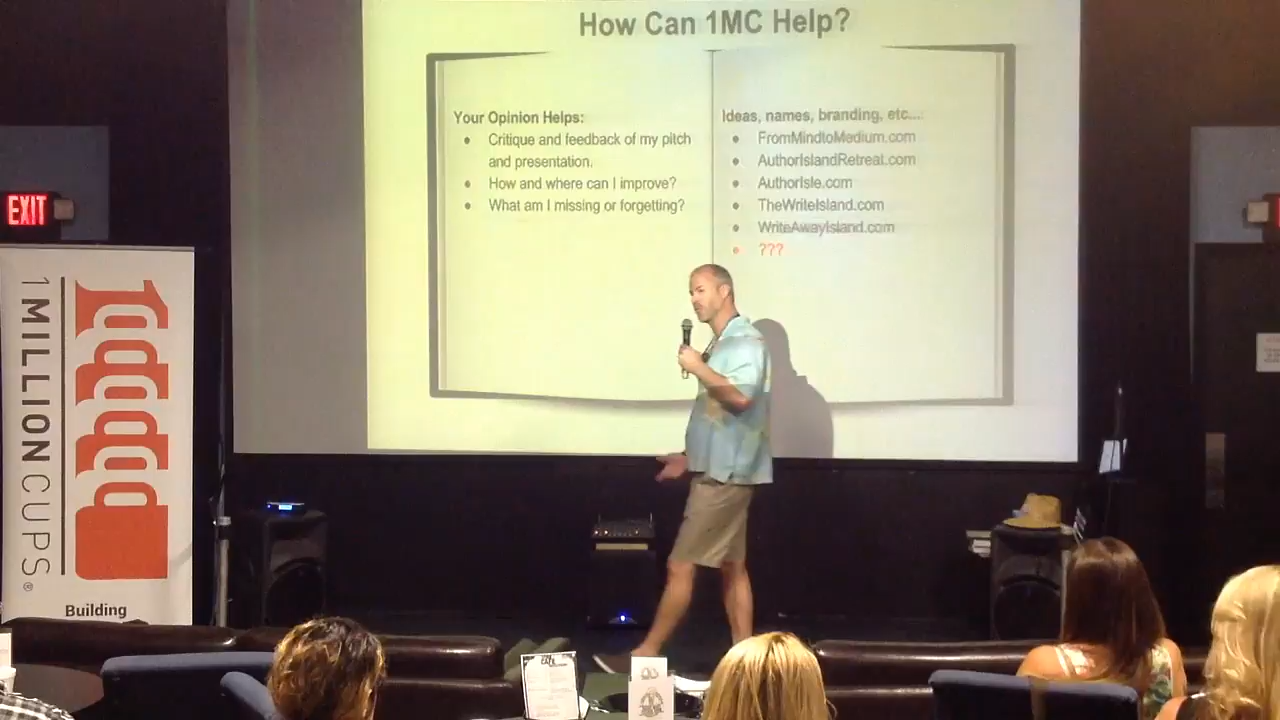 How Can 1MC Help?
Your Opinion Helps:
Critique and feedback of my pitch
and presentation.
How and where can I improve?
What am I missing or forgetting?
Ideas, names, branding, etc...:
FromMindtoMedium.com
AuthorIslandRetreat.com
AuthorIsle.com
TheWriteIsland.com
WriteAwayIsland.com
???
EXIT
1 MILLION CUPS®
Building